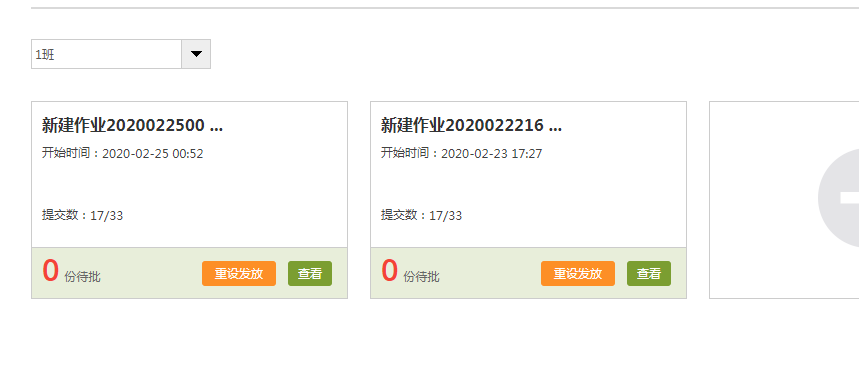 1班
新建作业2020022500 ...
开始时间：2020-02-25 00:52
提交数：17/33
0 份待批 重设发放 查看
新建作业2020022216 ...
开始时间：2020-02-23 17:27
提交数：17/33
0 份待批 重设发放 查看